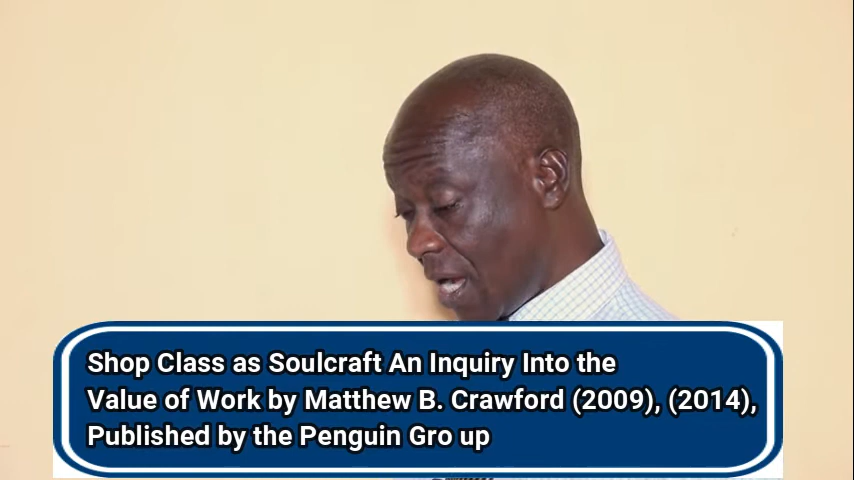 Shop Class as Soulcraft An Inquiry Into the
Value of Work by Matthew B. Crawford (2009), (2014),
Published by the Penguin Gro up